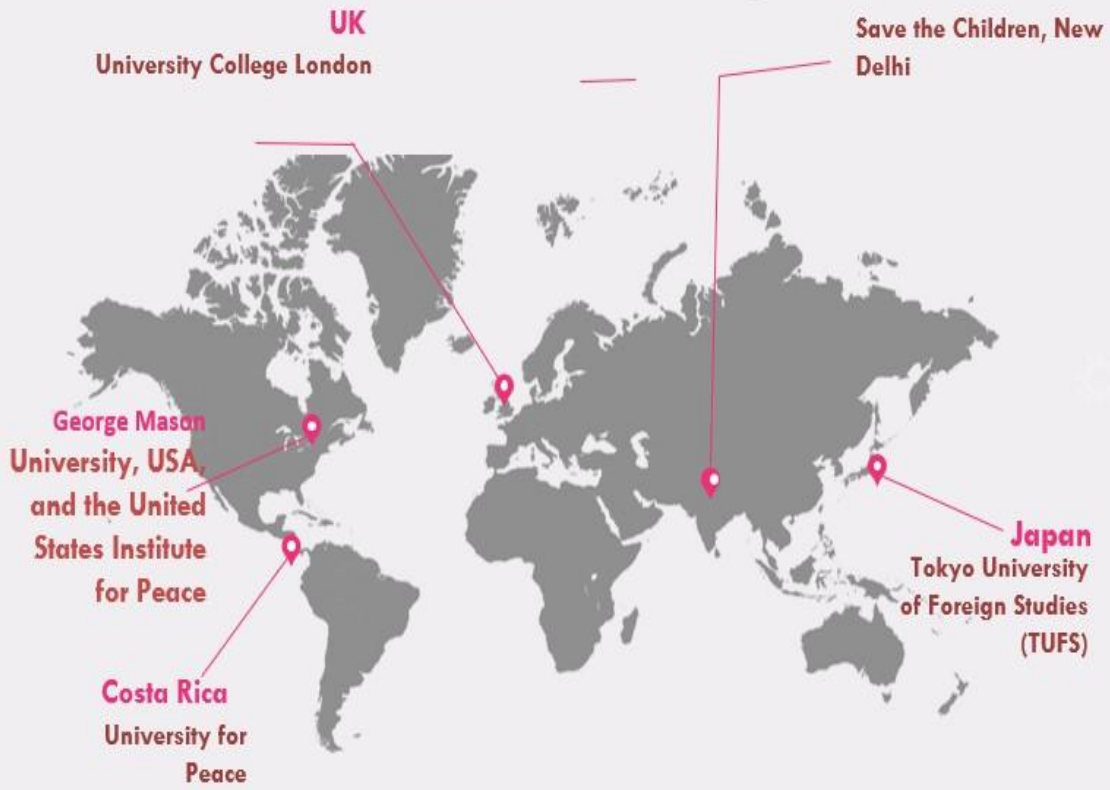 UK
University College London
Save the Children, New
Delhi
George Mason
University, USA,
and the United
States Institute
for Peace
Japan
Tokyo University
of Foreign Studies
(TUFS)
Costa Rica
University for
Peace